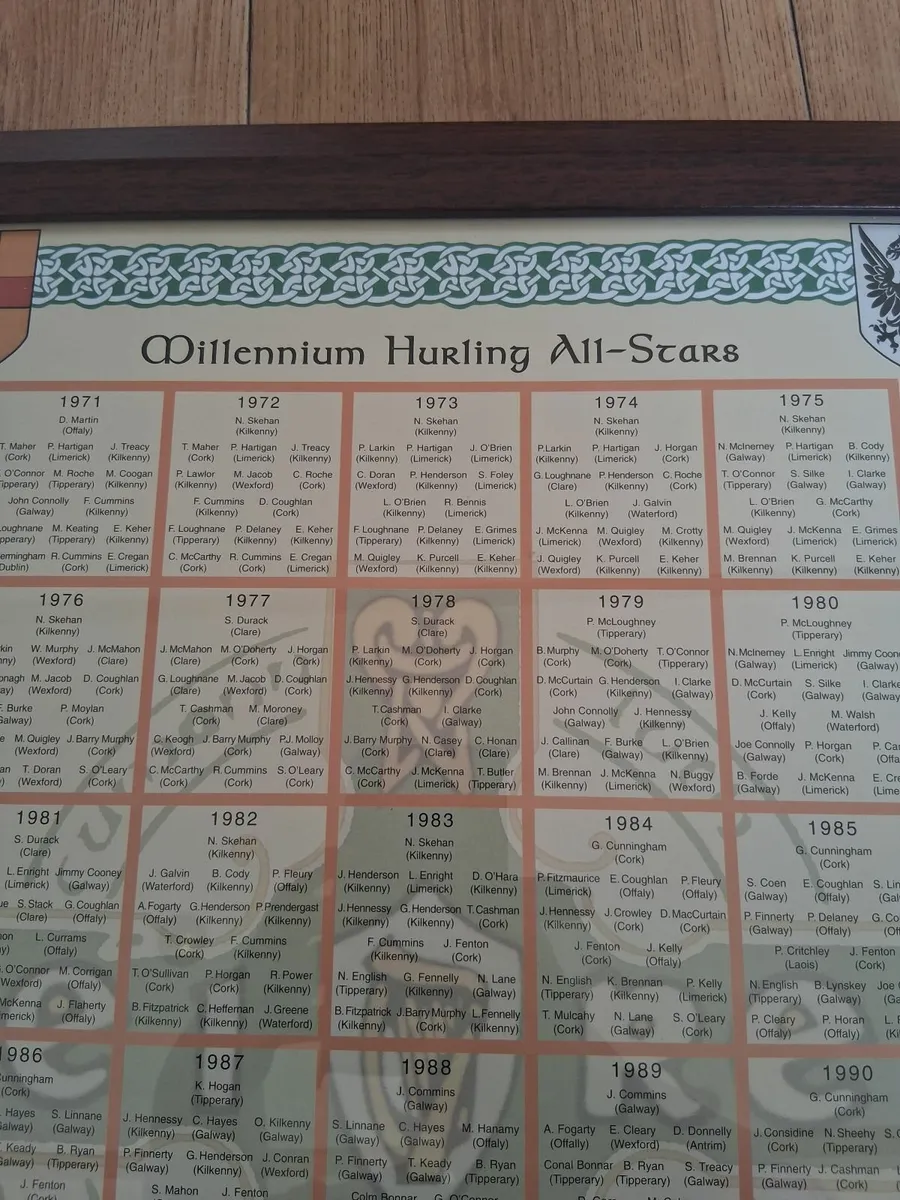 Millennium Hurling All-Stars
1971
D. Martin
(Offaly)
T. Maher P. Hartigan J. Treacy
(Cork) (Limerick) (Kilkenny)
O'Connor M. Roche M. Coogan
(Tipperary) (Kilkenny)
John Connolly F. Cummins
(Galway) (Kilkenny)
M. Keating E. Keher
(Tipperary) (Kilkenny)
R. Cummins E. Cregan
(Cork) (Limerick)
1972
N. Skehan
(Kilkenny)
T. Maher P. Hartigan J. Treacy
(Cork) (Limerick) (Kilkenny)
P. Lawlor M. Jacob C. Roche
(Kilkenny) (Wexford) (Cork)
F. Cummins D. Coughlan
(Kilkenny) (Cork)
F. Loughnane P. Delaney E. Keher
(Tipperary) (Kilkenny) (Kilkenny)
C. McCarthy R. Cummins E. Cregan
(Cork) (Cork) (Limerick)
1973
N. Skehan
(Kilkenny)
P. Larkin P. Hartigan J. O'Brien
(Kilkenny) (Limerick) (Limerick)
C. Doran P. Henderson S. Foley
(Wexford) (Kilkenny) (Limerick)
L. O'Brien R. Bennis
(Kilkenny) (Limerick)
F. Loughnane P. Delaney E. Grimes
(Tipperary) (Kilkenny) (Limerick)
M. Quigley K. Purcell E. Keher
(Wexford) (Kilkenny) (Kilkenny)
1974
N. Skehan
(Kilkenny)
P.Larkin P. Hartigan J. Horgan
(Kilkenny) (Limerick) (Cork)
G. Loughnane P. Henderson C. Roche
(Clare) (Kilkenny) (Cork)
L. O'Brien J. Galvin
(Kilkenny) (Waterford)
J. McKenna M. Quigley M. Crotty
(Limerick) (Wexford) (Kilkenny)
J. Quigley K. Purcell E. Keher
(Wexford) (Kilkenny) (Kilkenny)
1975
N. Skehan
(Kilkenny)
N. McInerney P. Hartigan B. Cody
(Galway) (Limerick) (Kilkenny)
T. O'Connor S. Silke I. Clarke
(Tipperary) (Galway) (Galway)
L. O'Brien G. McCarthy
(Kilkenny) (Cork)
M. Quigley J. McKenna E. Grimes
(Wexford) (Limerick) (Limerick)
M. Brennan K. Purcell E. Keher
(Kilkenny) (Kilkenny) (Kilkenny)
1976
N. Skehan
(Kilkenny)
W. Murphy J. McMahon
(Wexford) (Clare)
M. Jacob D. Coughlan
(Wexford) (Cork)
F. Burke P. Moylan
(Galway) (Cork)
M. Quigley J. Barry Murphy
(Wexford) (Cork)
T. Doran S. O'Leary
(Wexford) (Cork)
1977
S. Durack
(Clare)
J. McMahon M. O'Doherty J. Horgan
(Clare) (Cork) (Cork)
G. Loughnane M. Jacob D. Coughlan
(Clare) (Wexford) (Cork)
T. Cashman M. Moroney
(Cork) (Clare)
C. Keogh J. Barry Murphy P.J. Molloy
(Wexford) (Cork) (Galway)
C. McCarthy R. Cummins S. O'Leary
(Cork) (Cork) (Cork)
1978
S. Durack
(Clare)
P. Larkin M. O'Doherty J. Horgan
(Kilkenny) (Cork) (Cork)
J. Hennessy G. Henderson D. Coughlan
(Kilkenny) (Kilkenny) (Cork)
T. Cashman I. Clarke
(Cork) (Galway)
J. Barry Murphy N. Casey C. Honan
(Cork) (Clare) (Clare)
C. McCarthy J. McKenna T. Butler
(Cork) (Limerick) (Tipperary)
1979
P. McLoughney
(Tipperary)
B. Murphy M. O'Doherty T. O'Connor
(Cork) (Cork) (Tipperary)
D. McCurtain G. Henderson I. Clarke
(Cork) (Kilkenny) (Galway)
John Connolly J. Hennessy
(Galway) (Kilkenny)
J. Callinan F. Burke L. O'Brien
(Clare) (Galway) (Kilkenny)
M. Brennan J. McKenna N. Buggy
(Kilkenny) (Limerick) (Wexford)
1980
P. McLoughney
(Tipperary)
N. McInerney L. Enright Jimmy
(Galway) (Limerick)
D. McCurtain S. Silke I. Clarke
(Cork) (Galway)
J. Kelly M. Walsh
(Offaly) (Waterford)
Joe Connolly P. Horgan P.
(Galway) (Cork)
B. Forde J. McKenna E.
(Galway) (Limerick)
1981
S. Durack
(Clare)
L. Enright Jimmy Cooney
(Limerick) (Galway)
S. Stack G. Coughlan
(Clare) (Offaly)
L. Currams
(Offaly)
O'Connor M. Corrigan
(Offaly)
J. Flaherty
(Offaly)
1982
N. Skehan
(Kilkenny)
J. Galvin B. Cody P. Fleury
(Waterford) (Kilkenny) (Offaly)
A. Fogarty G. Henderson P. Prendergast
(Offaly) (Kilkenny) (Kilkenny)
T. Crowley F. Cummins
(Cork) (Kilkenny)
T. O'Sullivan P. Horgan R. Power
(Cork) (Cork) (Kilkenny)
B. Fitzpatrick C. Heffernan J. Greene
(Kilkenny) (Kilkenny) (Waterford)
1983
N. Skehan
(Kilkenny)
J. Henderson L. Enright D. O'Hara
(Kilkenny) (Limerick) (Kilkenny)
J. Hennessy G. Henderson T. Cashman
(Kilkenny) (Kilkenny) (Cork)
F. Cummins J. Fenton
(Kilkenny) (Cork)
N. English G. Fennelly N. Lane
(Tipperary) (Kilkenny) (Galway)
B. Fitzpatrick J. Barry Murphy L. Fennelly
(Kilkenny) (Cork) (Kilkenny)
1984
G. Cunningham
(Cork)
P. Fitzmaurice E. Coughlan P. Fleury
(Limerick) (Offaly) (Offaly)
J. Hennessy J. Crowley D. MacCurtain
(Kilkenny) (Cork) (Cork)
J. Fenton J. Kelly
(Cork) (Offaly)
N. English K. Brennan P. Kelly
(Tipperary) (Kilkenny) (Limerick)
T. Mulcahy N. Lane S. O'Leary
(Cork) (Galway) (Cork)
1985
G. Cunningham
(Cork)
S. Coen E. Coughlan S.
(Galway) (Offaly)
P. Finnerty P. Delaney G.
(Galway) (Offaly)
P. Critchley J. Fenton
(Laois) (Cork)
N. English B. Lynskey Joe
(Tipperary) (Galway)
P. Cleary P. Horan L.
(Offaly) (Offaly)
1986
Cunningham
(Cork)
Hayes S. Linnane
(Galway)
Keady B. Ryan
(Tipperary)
J. Fenton
(Cork)
1987
K. Hogan
(Tipperary)
J. Hennessy C. Hayes O. Kilkenny
(Kilkenny) (Galway) (Galway)
P. Finnerty G. Henderson J. Conran
(Galway) (Kilkenny) (Wexford)
S. Mahon J. Fenton
1988
J. Commins
(Galway)
S. Linnane C. Hayes M. Hanamy
(Galway) (Galway) (Offaly)
P. Finnerty T. Keady B. Ryan
(Galway) (Galway) (Tipperary)
Colm Bonnar G. O'Connor
1989
J. Commins
(Galway)
A. Fogarty E. Cleary D. Donnelly
(Offally) (Wexford) (Antrim)
Conal Bonnar B. Ryan S. Treacy
(Tipperary) (Tipperary) (Galway)
1990
G. Cunningham
(Cork)
J. Considine N. Sheehy
(Cork) (Tipperary)
P. Finnerty J. Cashman
(Galway) (Cork)